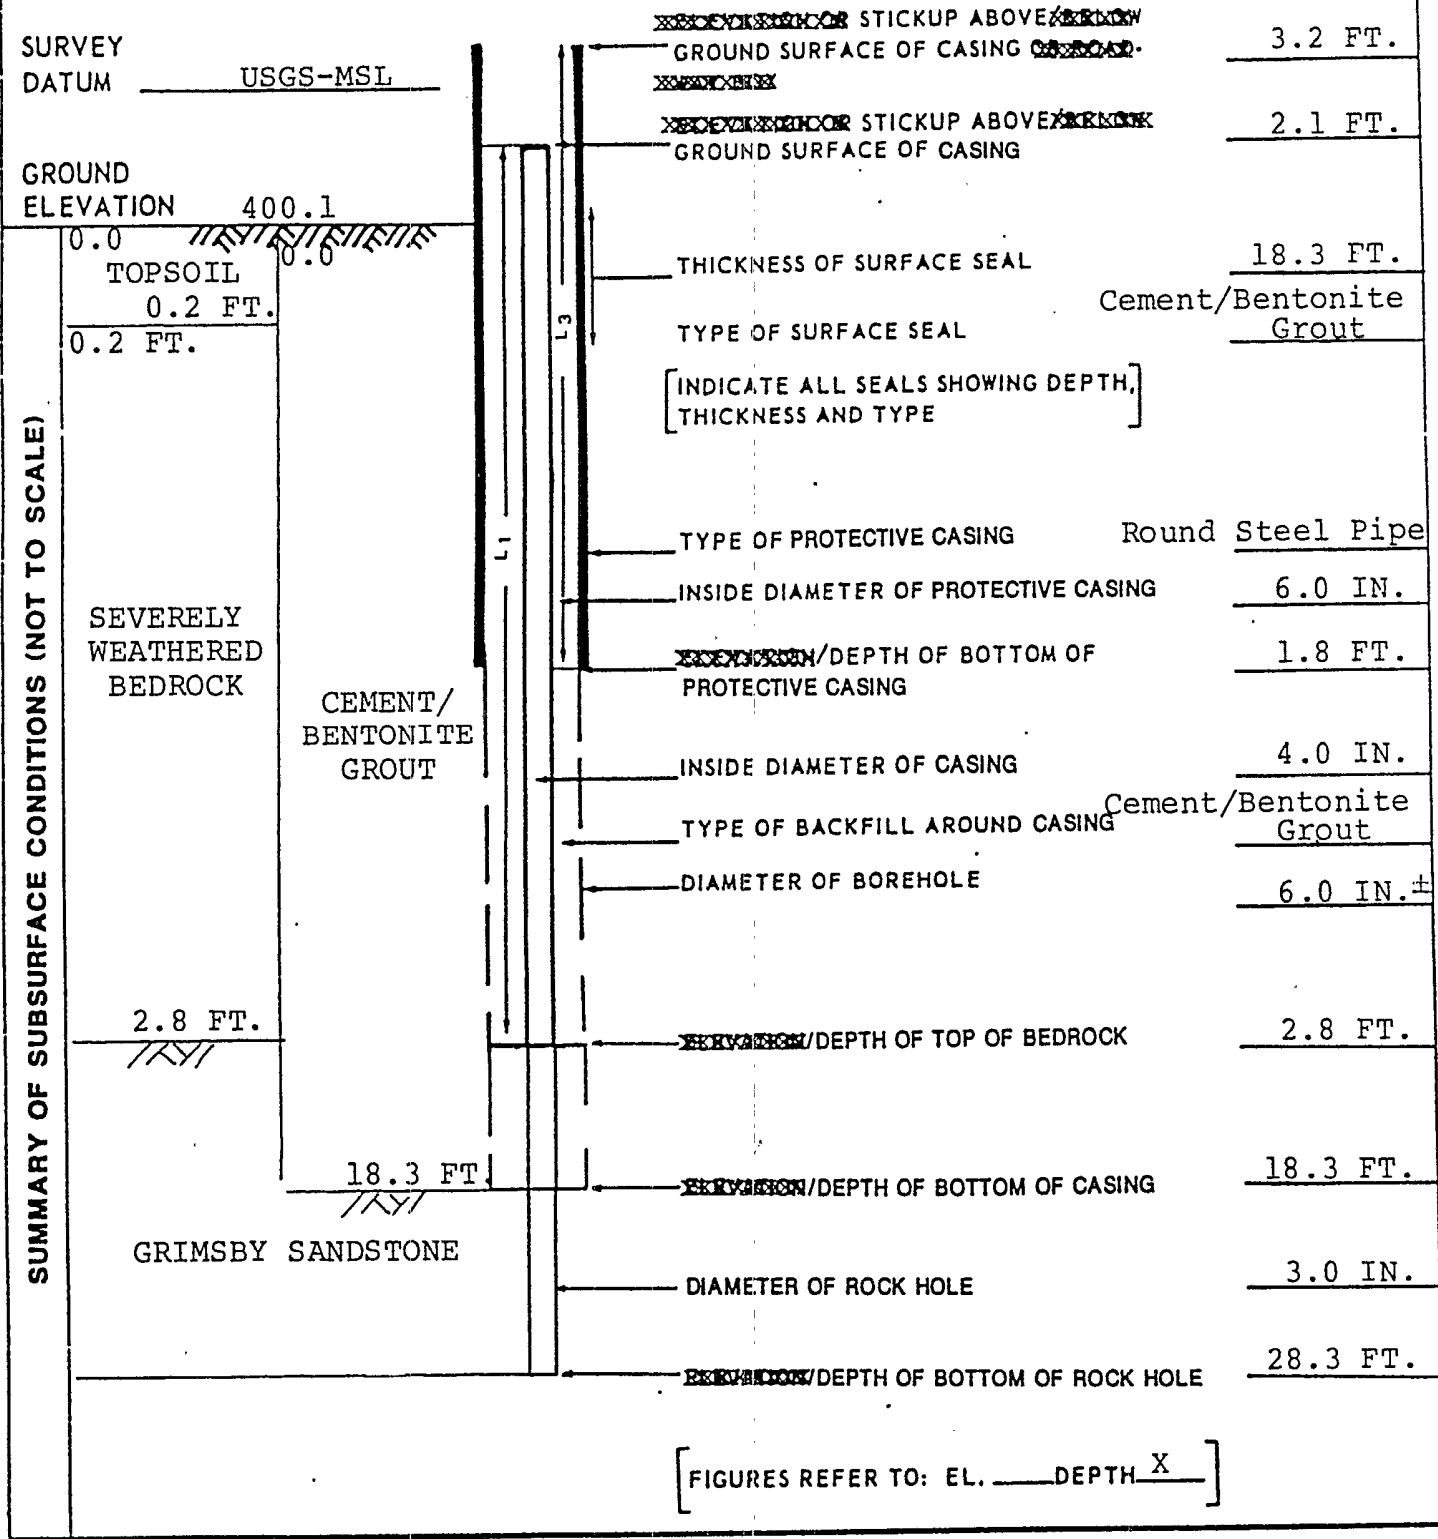 STICKUP ABOVE/
GROUND SURFACE OF CASING
3.2 FT.
SURVEY
DATUM USGS-MSL
STICKUP ABOVE
GROUND SURFACE OF CASING
2.1 FT.
GROUND
ELEVATION 400.1
0.0
0.0
TOPSOIL
0.2 FT.
0.2 FT.
THICKNESS OF SURFACE SEAL 18.3 FT.
TYPE OF SURFACE SEAL Cement/Bentonite
Grout
[INDICATE ALL SEALS SHOWING DEPTH,
THICKNESS AND TYPE]
L3
L1
SUMMARY OF SUBSURFACE CONDITIONS (NOT TO SCALE)
TYPE OF PROTECTIVE CASING Round Steel Pipe
INSIDE DIAMETER OF PROTECTIVE CASING 6.0 IN.
SEVERELY
WEATHERED
BEDROCK
/DEPTH OF BOTTOM OF
PROTECTIVE CASING
1.8 FT.
CEMENT/
BENTONITE
GROUT
INSIDE DIAMETER OF CASING 4.0 IN.
TYPE OF BACKFILL AROUND CASING Cement/Bentonite
Grout
DIAMETER OF BOREHOLE 6.0 IN.±
2.8 FT.
/DEPTH OF TOP OF BEDROCK 2.8 FT.
18.3 FT.
/DEPTH OF BOTTOM OF CASING 18.3 FT.
GRIMSBY SANDSTONE
DIAMETER OF ROCK HOLE 3.0 IN.
/DEPTH OF BOTTOM OF ROCK HOLE 28.3 FT.
[FIGURES REFER TO: EL. ____DEPTH X ]